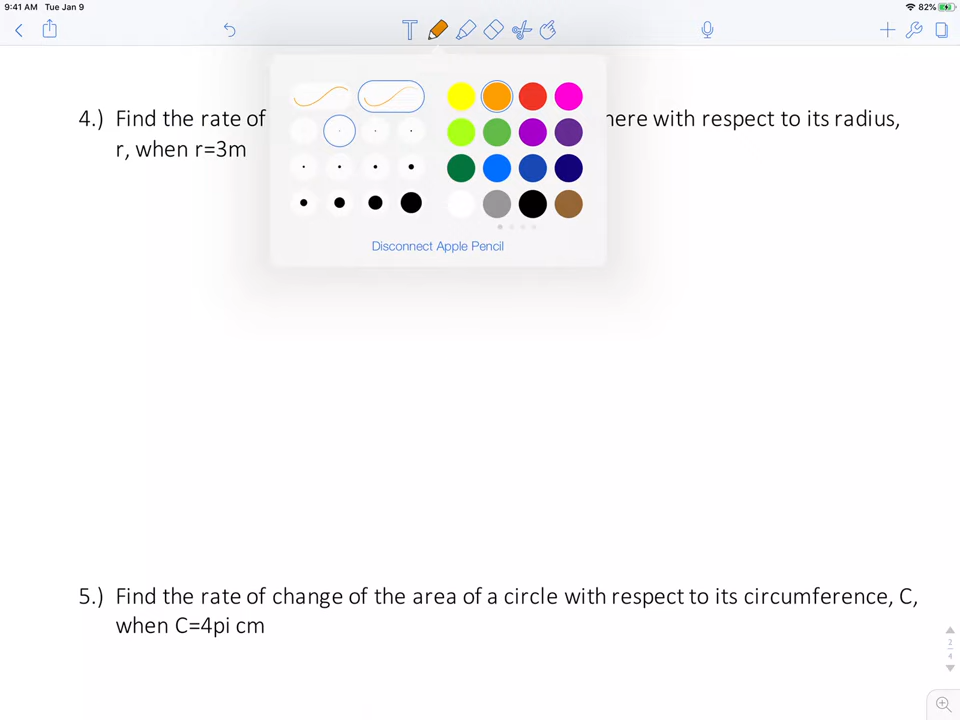 9:41 AM Tue Jan 9
82%
T
4.) Find the rate of here with respect to its radius,
r, when r=3m
Disconnect Apple Pencil
5.) Find the rate of change of the area of a circle with respect to its circumference, C,
when C=4pi cm
2
4